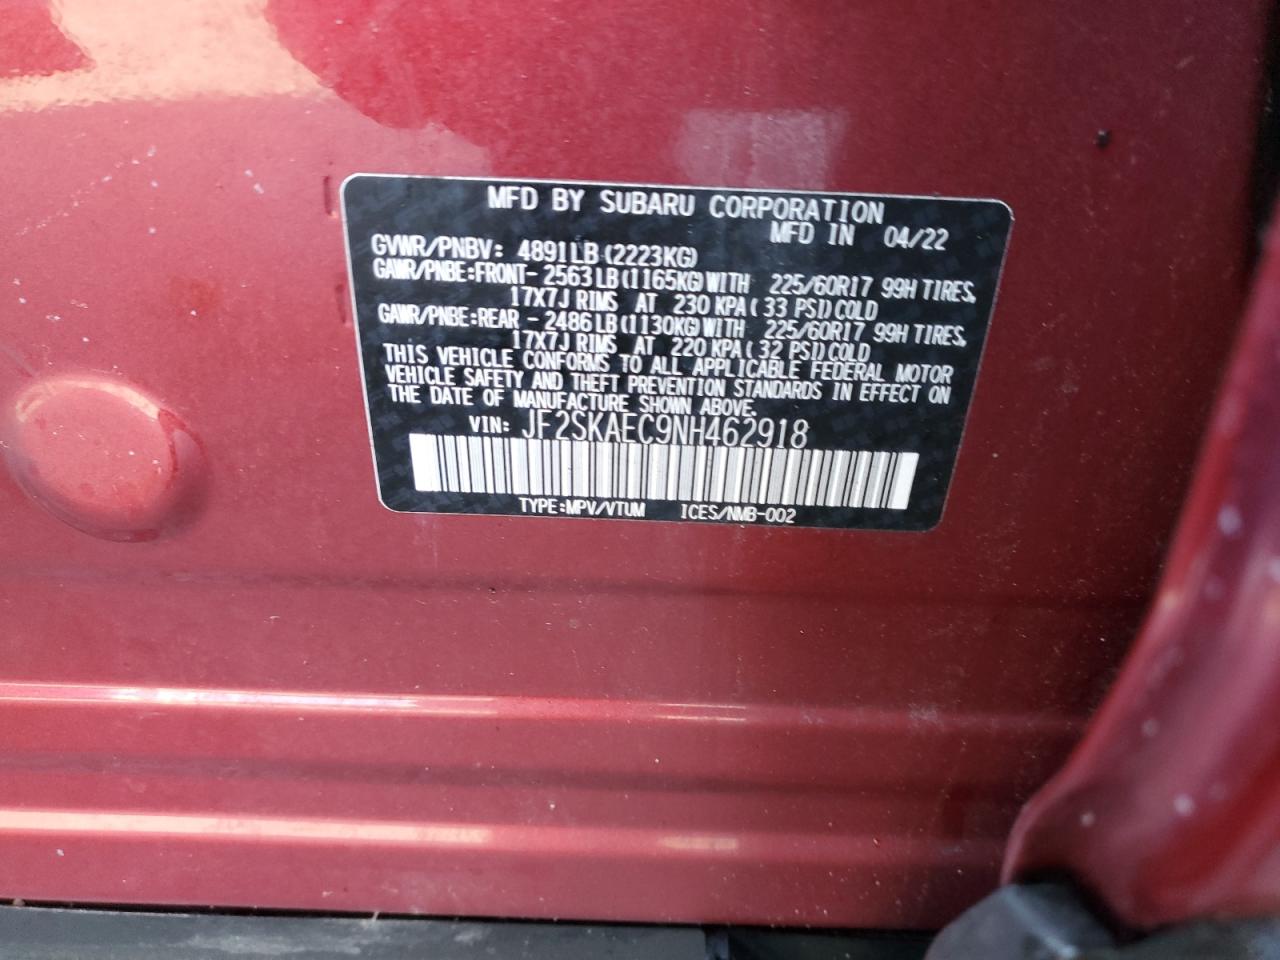 MFD BY SUBARU CORPORATION
MFD IN 04/22
GVWR/PNBV: 4891LB(2223KG)
GAWR/PNBE:FRONT- 2563LB(1165KG)WITH 225/60R17 99H TIRES,
17X7J RIMS AT 230 KPA( 33 PSI)COLD
GAWR/PNBE:REAR - 2486LB(1130KG)WITH 225/60R17 99H TIRES,
17X7J RIMS AT 220 KPA( 32 PSI)COLD
THIS VEHICLE CONFORMS TO ALL APPLICABLE FEDERAL MOTOR
VEHICLE SAFETY AND THEFT PREVENTION STANDARDS IN EFFECT ON
THE DATE OF MANUFACTURE SHOWN ABOVE.
VIN: JF2SKAEC9NH462918
TYPE:MPV/VTUM ICES/NMB-002